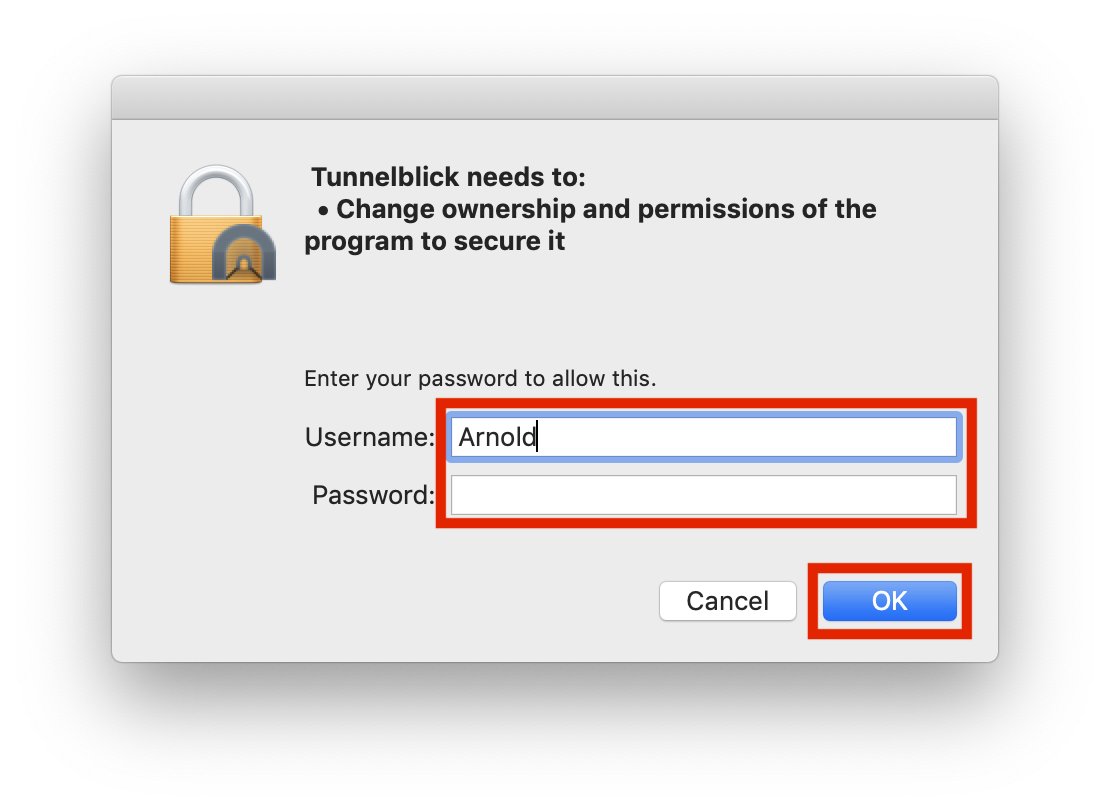 Tunnelblick needs to:
• Change ownership and permissions of the
program to secure it
Enter your password to allow this.
Username: Arnold
Password:
Cancel OK